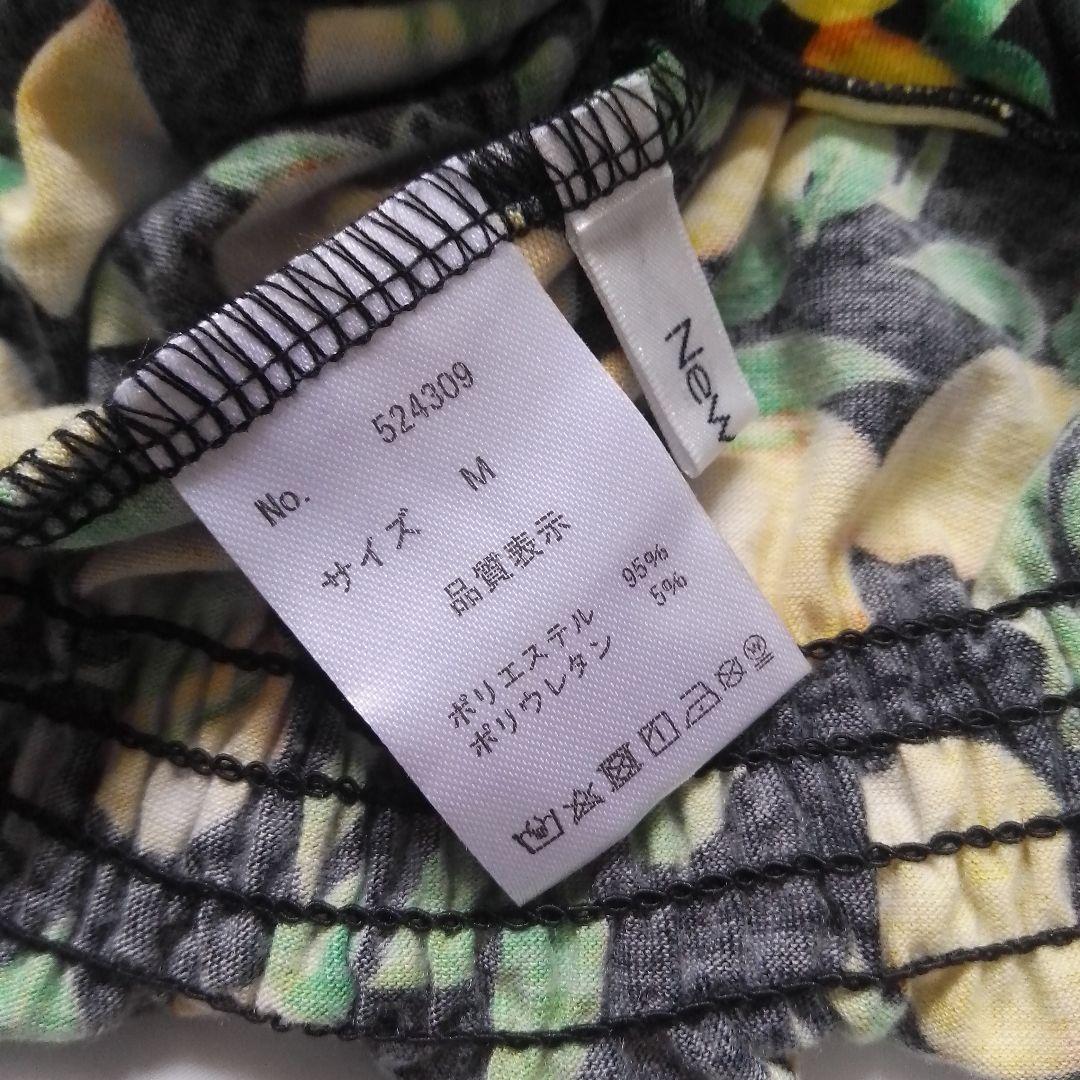 No. 524309
サイズ M
品質表示
ポリエステル 95%
ポリウレタン 5%
W
New